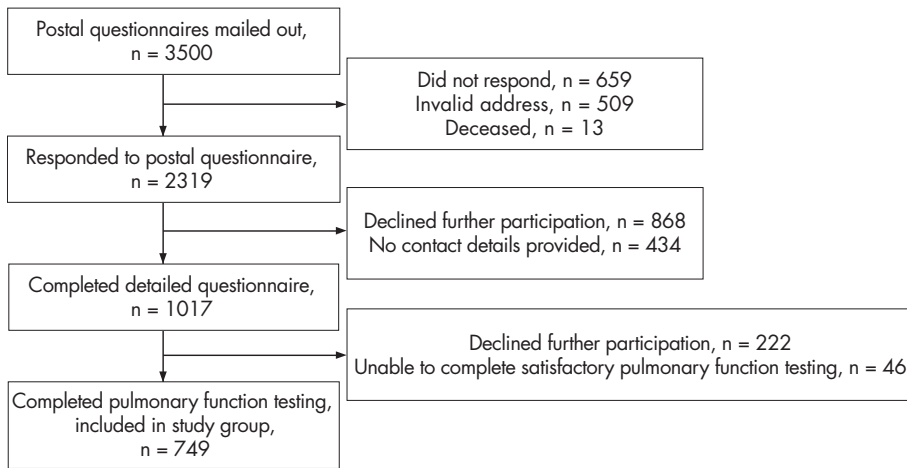 Postal questionnaires mailed out,
n = 3500
Did not respond, n = 659
Invalid address, n = 509
Deceased, n = 13
Responded to postal questionnaire,
n = 2319
Declined further participation, n = 868
No contact details provided, n = 434
Completed detailed questionnaire,
n = 1017
Declined further participation, n = 222
Unable to complete satisfactory pulmonary function testing, n = 46
Completed pulmonary function testing,
included in study group,
n = 749